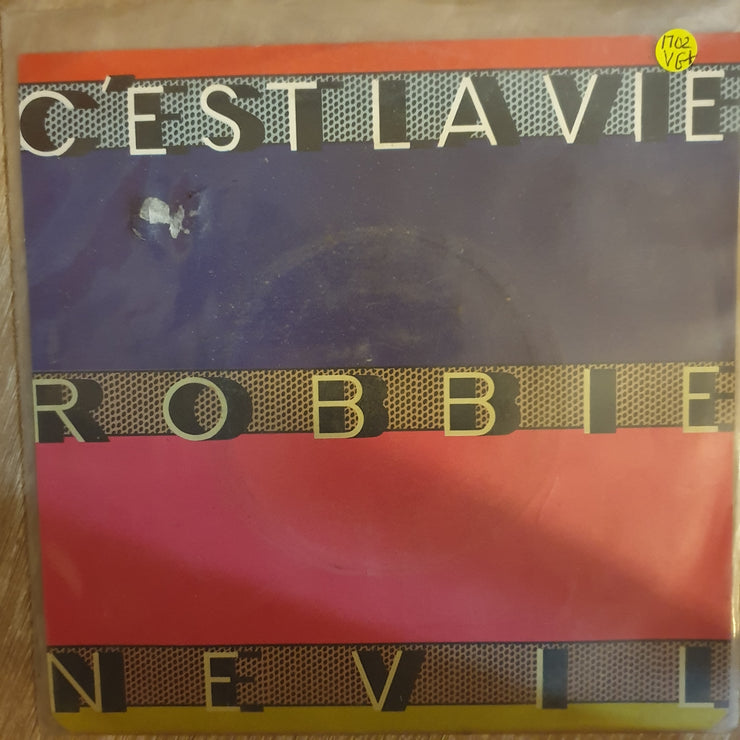 1702
VG+
C'EST LA VIE
ROBBIE
NEVIL